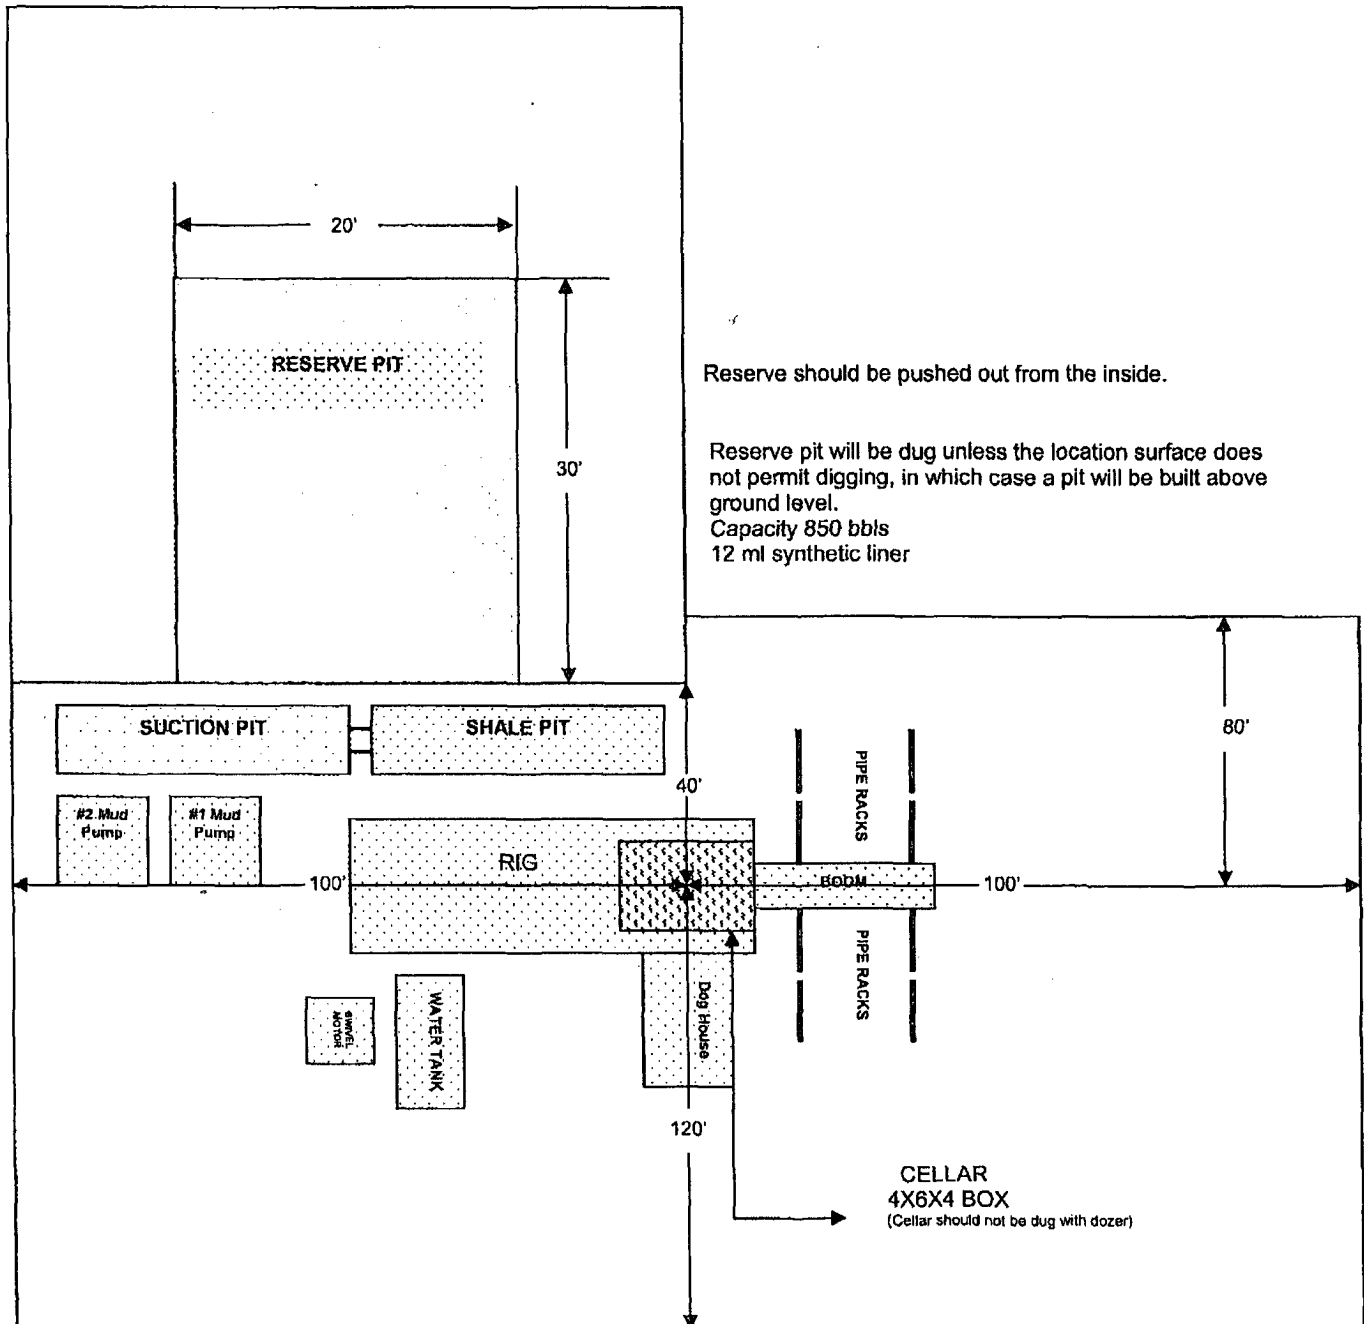 20'
RESERVE PIT
30'
Reserve should be pushed out from the inside.
Reserve pit will be dug unless the location surface does
not permit digging, in which case a pit will be built above
ground level.
Capacity 850 bbls
12 ml synthetic liner
SUCTION PIT
SHALE PIT
80'
40'
PIPE RACKS
#2 Mud
Pump
#1 Mud
Pump
RIG
100'
BOOM
100'
PIPE RACKS
Dog House
SWIVEL
MOTOR
WATER TANK
120'
CELLAR
4X6X4 BOX
(Cellar should not be dug with dozer)